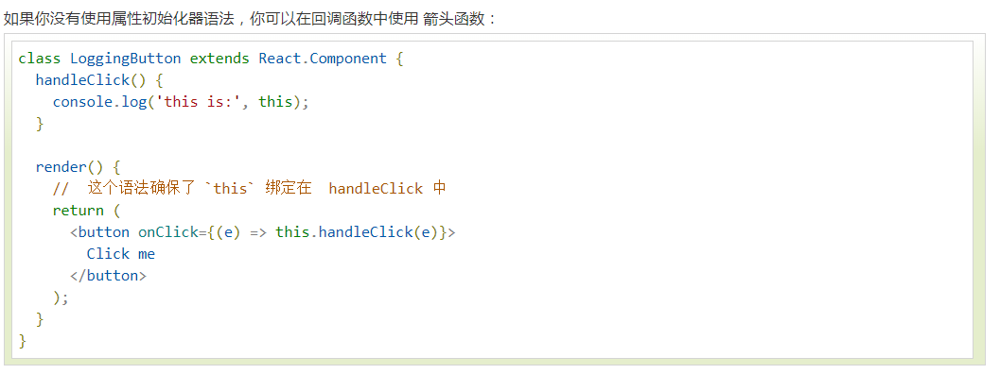 如果你没有使用属性初始化器语法，你可以在回调函数中使用 箭头函数：
class LoggingButton extends React.Component {
  handleClick() {
    console.log('this is:', this);
  }

  render() {
    //  这个语法确保了 `this` 绑定在  handleClick 中
    return (
      <button onClick={(e) => this.handleClick(e)}>
        Click me
      </button>
    );
  }
}